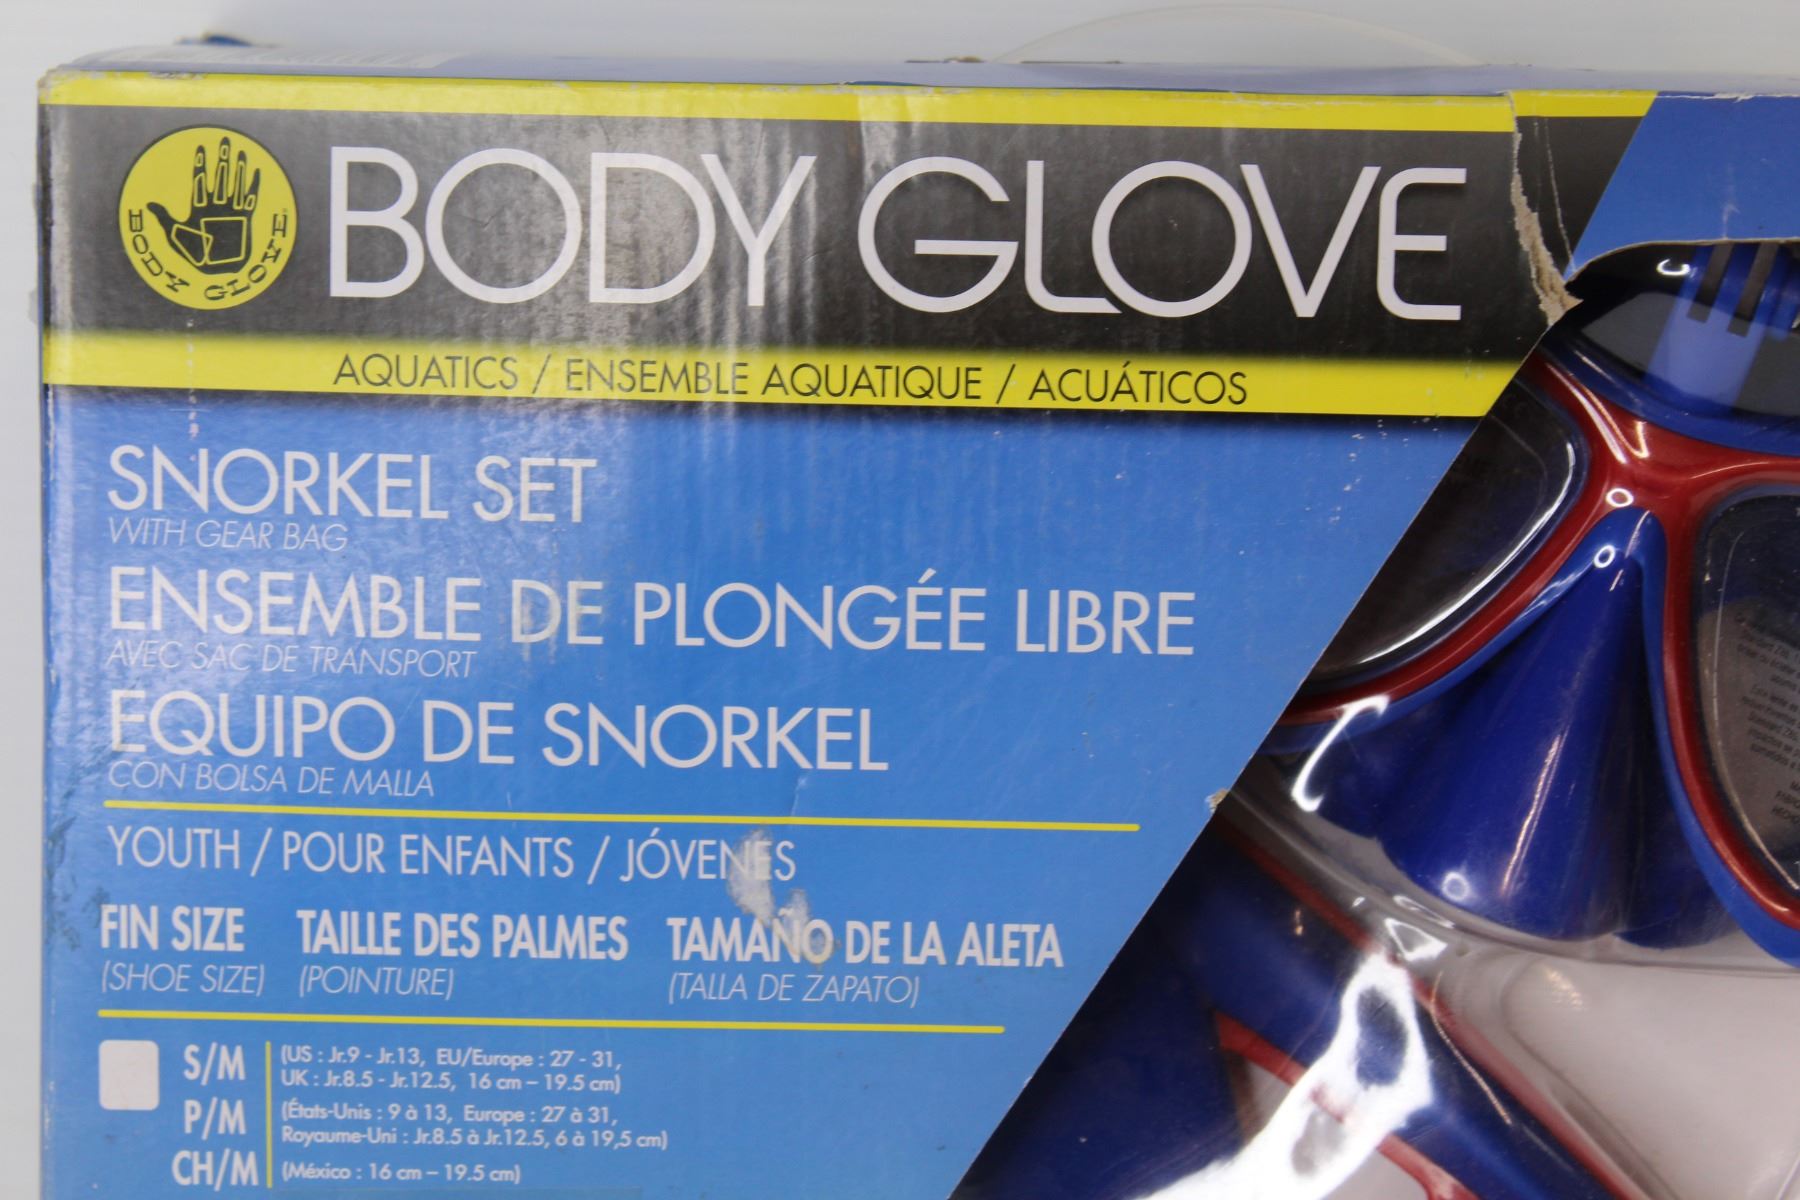 BODY GLOVE
BODY GLOVE
AQUATICS / ENSEMBLE AQUATIQUE / ACUÁTICOS
SNORKEL SET
WITH GEAR BAG
ENSEMBLE DE PLONGÉE LIBRE
AVEC SAC DE TRANSPORT
EQUIPO DE SNORKEL
CON BOLSA DE MALLA
YOUTH / POUR ENFANTS / JÓVENES
FIN SIZE TAILLE DES PALMES TAMAÑO DE LA ALETA
(SHOE SIZE) (POINTURE) (TALLA DE ZAPATO)
S/M (US : Jr.9 - Jr.13, EU/Europe : 27 - 31,
UK : Jr.8.5 - Jr.12.5, 16 cm – 19.5 cm)
P/M (États-Unis : 9 à 13, Europe : 27 à 31,
Royaume-Uni : Jr.8.5 à Jr.12.5, 6 à 19,5 cm)
CH/M (México : 16 cm – 19.5 cm)